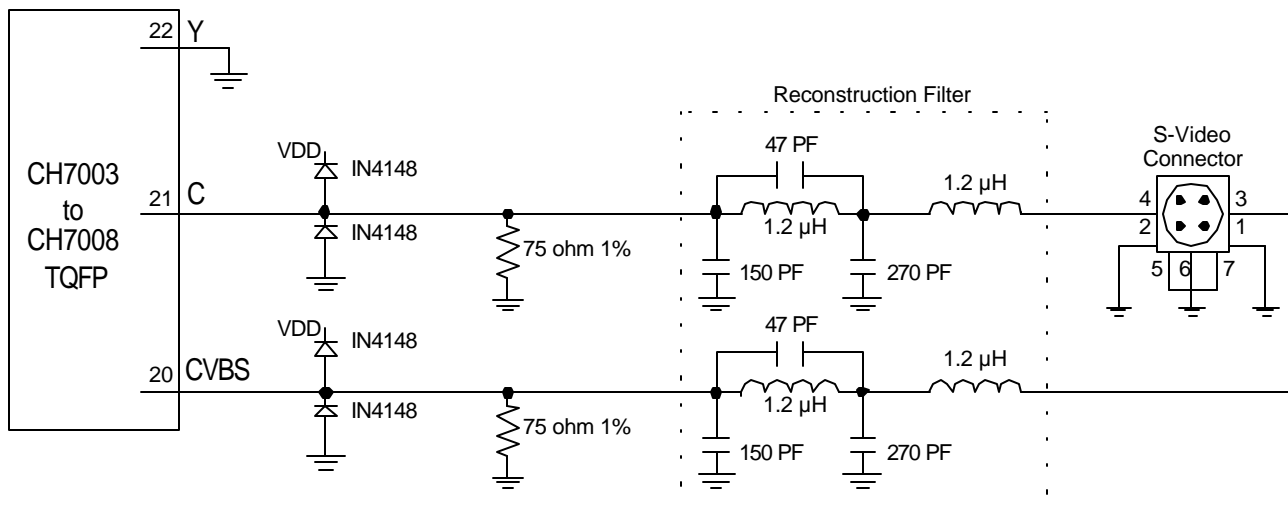 22 Y
Reconstruction Filter
CH7003
to
CH7008
TQFP
21 C
VDD
IN4148
IN4148
75 ohm 1%
47 PF
1.2 µH
1.2 µH
150 PF
270 PF
S-Video
Connector
4
3
2
1
5
6
7
20 CVBS
VDD
IN4148
IN4148
75 ohm 1%
47 PF
1.2 µH
1.2 µH
150 PF
270 PF